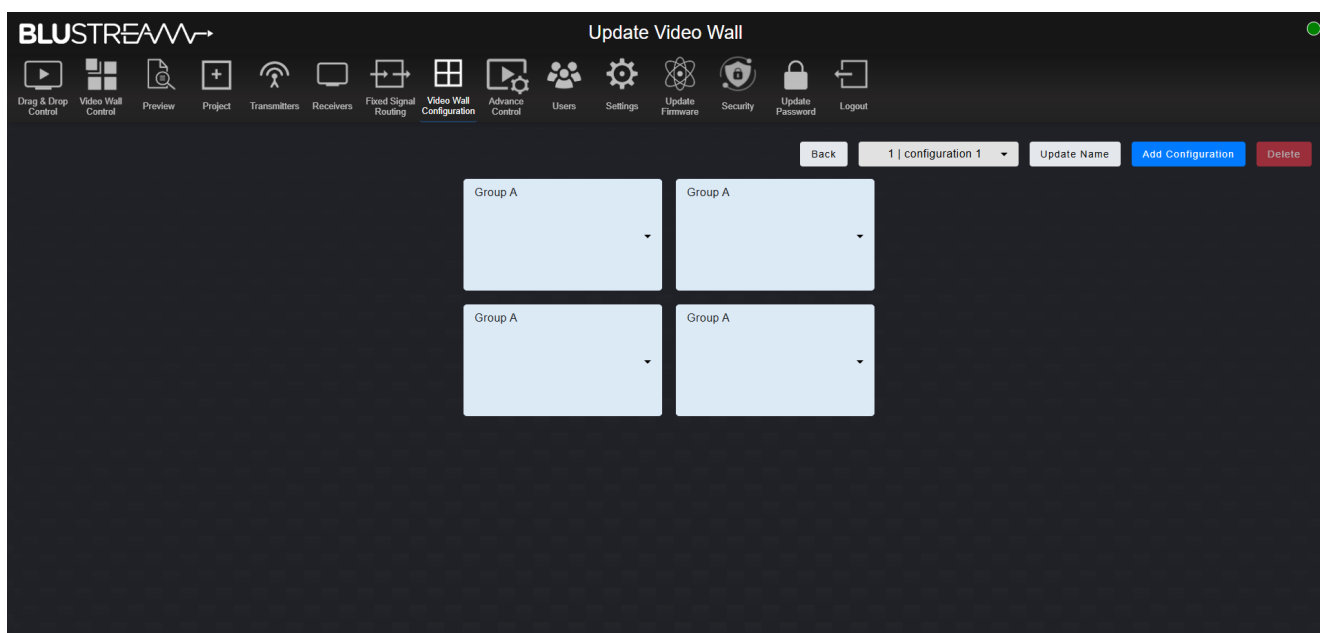 BLUSTREAM
Update Video Wall
Drag & Drop
Control
Video Wall
Control
Preview
Project
Transmitters
Receivers
Fixed Signal
Routing
Video Wall
Configuration
Advance
Control
Users
Settings
Update
Firmware
Security
Update
Password
Logout
Back
1 | configuration 1
Update Name
Add Configuration
Delete
Group A
Group A
Group A
Group A